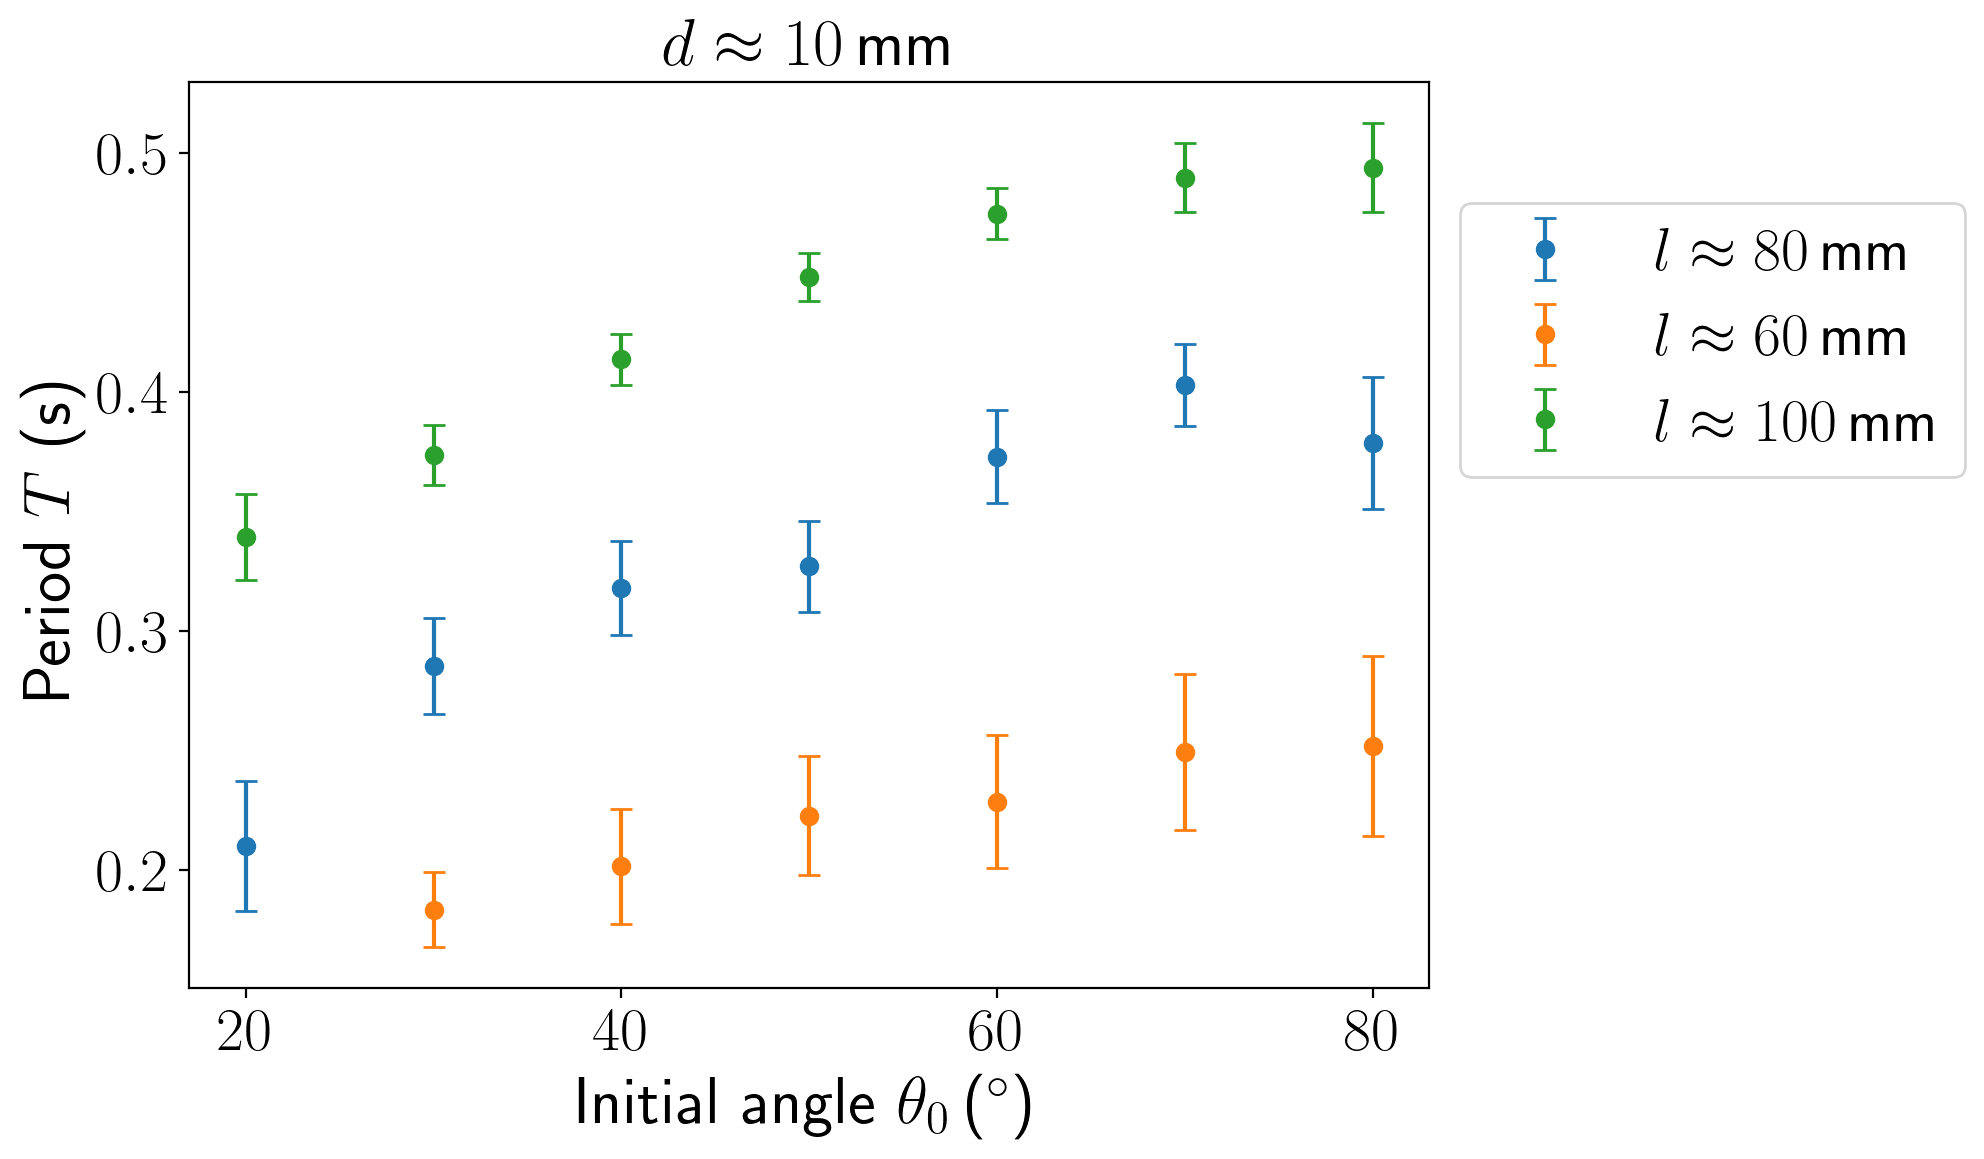 d ≈ 10 mm
0.5
0.4
0.3
0.2
Period T (s)
20 40 60 80
Initial angle θ₀ (°)
l ≈ 80 mm
l ≈ 60 mm
l ≈ 100 mm